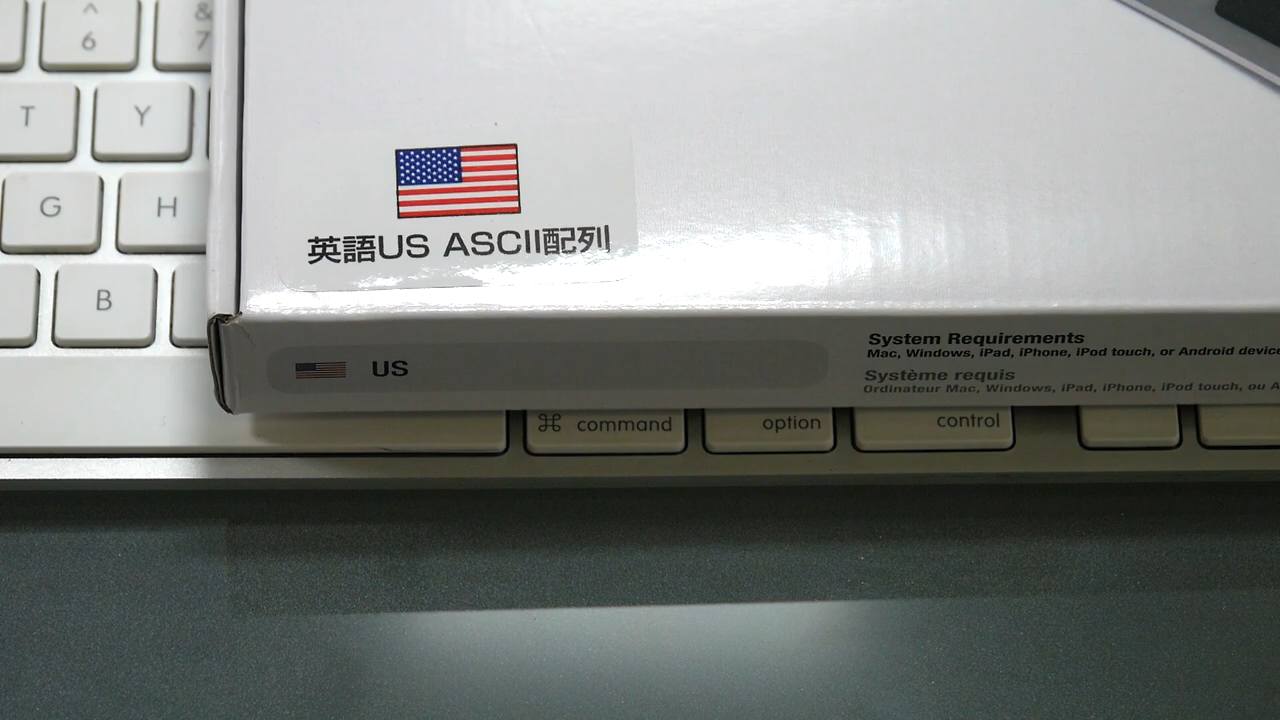 ^
6
&
7
T
Y
G
H
B
英語US ASCII配列
US
System Requirements
Mac, Windows, iPad, iPhone, iPod touch, or Android device
Système requis
Ordinateur Mac, Windows, iPad, iPhone, iPod touch, ou A
⌘ command
option
control